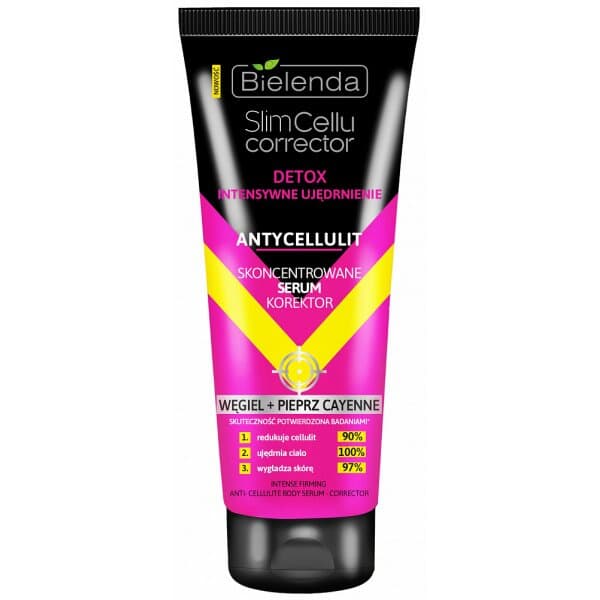 NOWOŚĆ
Bielenda
SlimCellu
corrector
DETOX
INTENSYWNE UJĘDRNIENIE
ANTYCELLULIT
SKONCENTROWANE
SERUM
KOREKTOR
WĘGIEL + PIEPRZ CAYENNE
SKUTECZNOŚĆ POTWIERDZONA BADANIAMI*
1. redukuje cellulit 90%
2. ujędrnia ciało 100%
3. wygładza skórę 97%
INTENSE FIRMING
ANTI- CELLULITE BODY SERUM - CORRECTOR